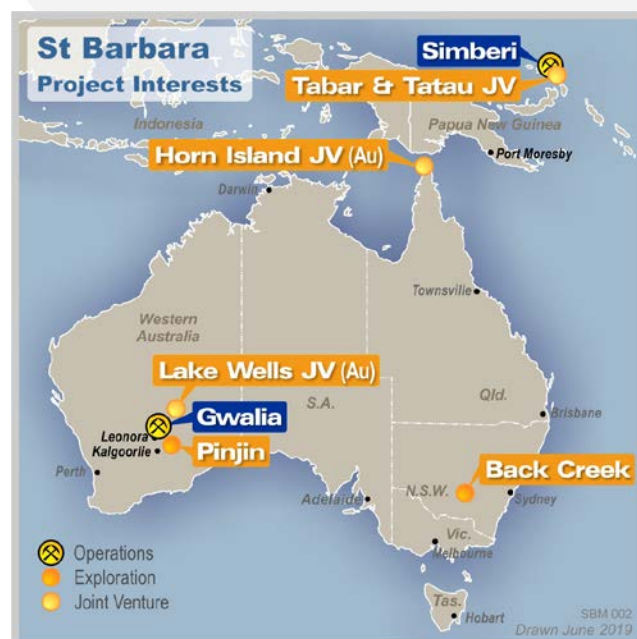 St Barbara
Project Interests
Simberi
Tabar & Tatau JV
Indonesia
Papua New Guinea
Horn Island JV (Au)
Port Moresby
Darwin
Townsville
Western
Australia
Lake Wells JV (Au)
Gwalia
S.A.
Qld.
Leonora
Kalgoorlie
Brisbane
Pinjin
Back Creek
Perth
N.S.W.
Adelaide
Sydney
Vic.
Melbourne
Operations
Exploration
Joint Venture
Tas.
Hobart
SBM 002
Drawn June 2019